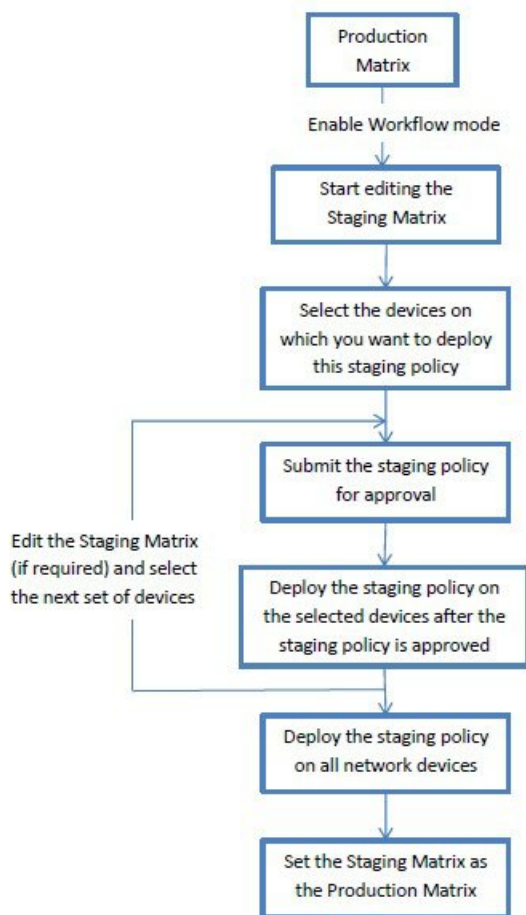 Production
Matrix
Enable Workflow mode
Start editing the
Staging Matrix
Select the devices on
which you want to deploy
this staging policy
Submit the staging policy
for approval
Edit the Staging Matrix
(if required) and select
the next set of devices
Deploy the staging policy on
the selected devices after the
staging policy is approved
Deploy the staging policy
on all network devices
Set the Staging Matrix as
the Production Matrix